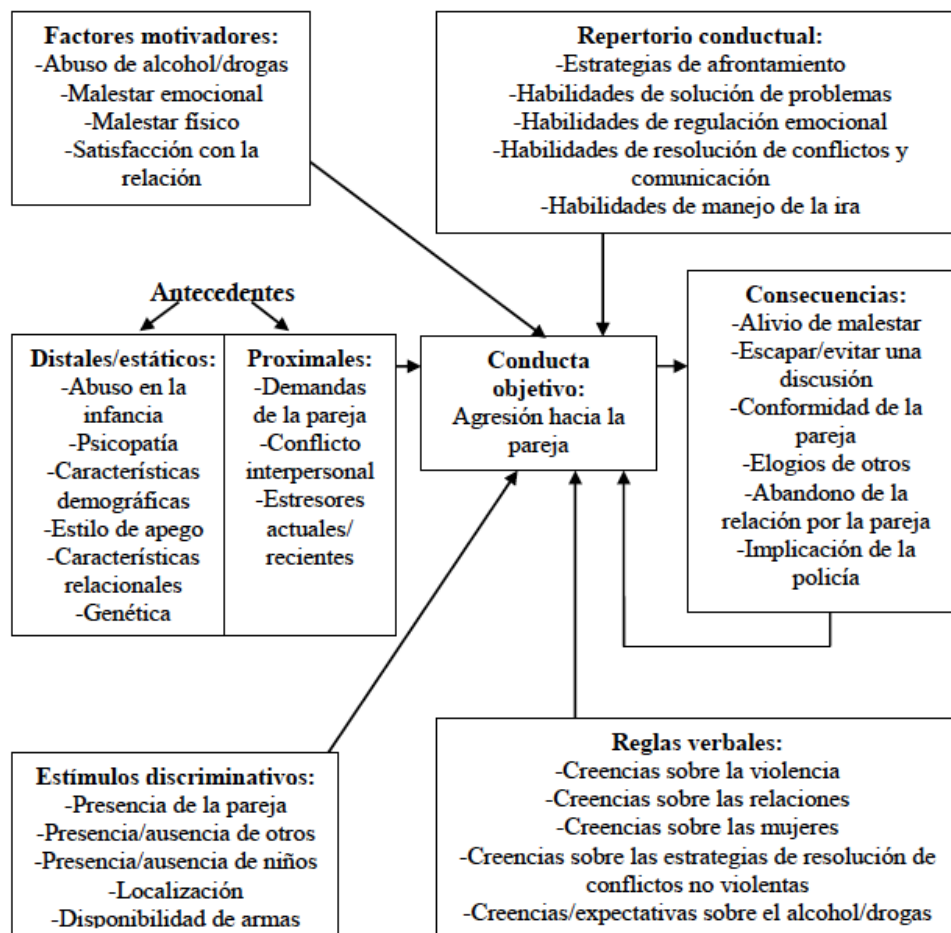 Factores motivadores:
-Abuso de alcohol/drogas
-Malestar emocional
-Malestar físico
-Satisfacción con la
relación
Repertorio conductual:
-Estrategias de afrontamiento
-Habilidades de solución de problemas
-Habilidades de regulación emocional
-Habilidades de resolución de conflictos y
comunicación
-Habilidades de manejo de la ira
Antecedentes
Distales/estáticos:
-Abuso en la
infancia
-Psicopatía
-Características
demográficas
-Estilo de apego
-Características
relacionales
-Genética
Proximales:
-Demandas
de la pareja
-Conflicto
interpersonal
-Estresores
actuales/
recientes
Conducta
objetivo:
Agresión hacia la
pareja
Consecuencias:
-Alivio de malestar
-Escapar/evitar una
discusión
-Conformidad de la
pareja
-Elogios de otros
-Abandono de la
relación por la pareja
-Implicación de la
policía
Estímulos discriminativos:
-Presencia de la pareja
-Presencia/ausencia de otros
-Presencia/ausencia de niños
-Localización
-Disponibilidad de armas
Reglas verbales:
-Creencias sobre la violencia
-Creencias sobre las relaciones
-Creencias sobre las mujeres
-Creencias sobre las estrategias de resolución de
conflictos no violentas
-Creencias/expectativas sobre el alcohol/drogas